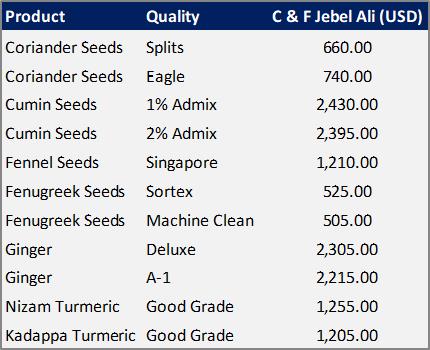 Product Quality C & F Jebel Ali (USD)
Coriander Seeds Splits 660.00
Coriander Seeds Eagle 740.00
Cumin Seeds 1% Admix 2,430.00
Cumin Seeds 2% Admix 2,395.00
Fennel Seeds Singapore 1,210.00
Fenugreek Seeds Sortex 525.00
Fenugreek Seeds Machine Clean 505.00
Ginger Deluxe 2,305.00
Ginger A-1 2,215.00
Nizam Turmeric Good Grade 1,255.00
Kadappa Turmeric Good Grade 1,205.00